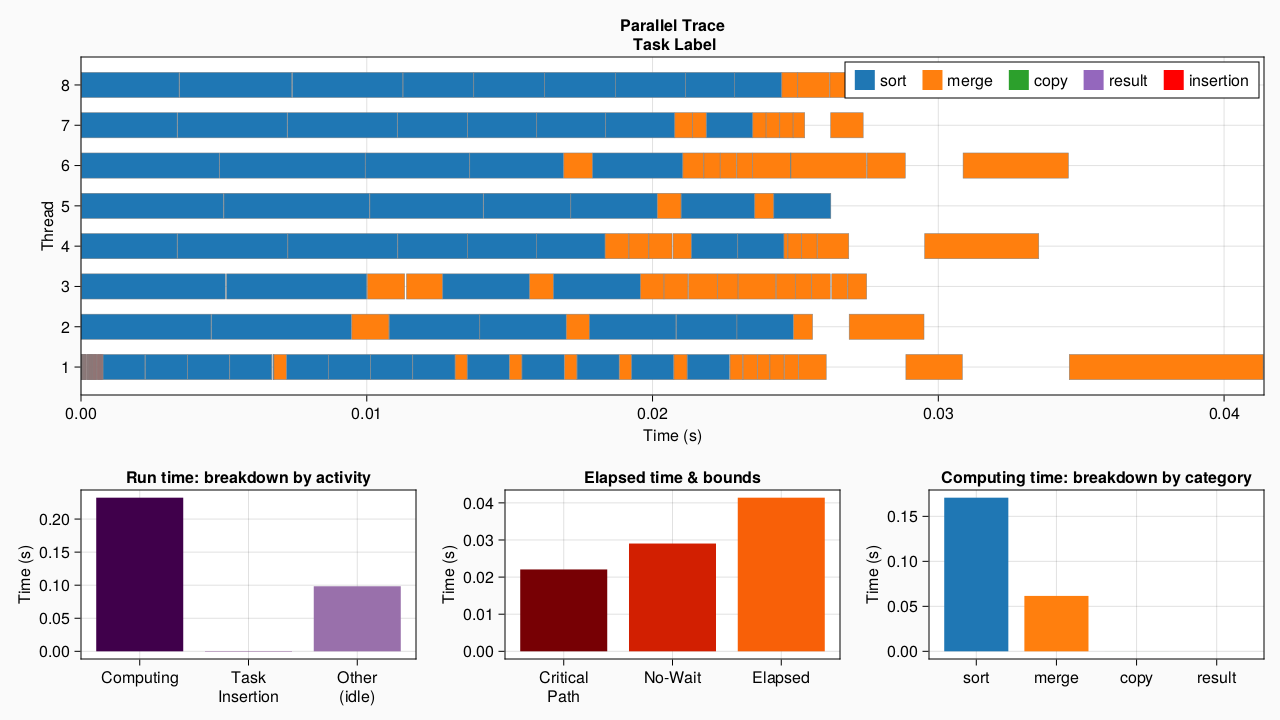 Parallel Trace
Task Label
sort merge copy result insertion
Thread
8
7
6
5
4
3
2
1
0.00 0.01 0.02 0.03 0.04
Time (s)
Run time: breakdown by activity
Time (s)
0.20
0.15
0.10
0.05
0.00
Computing
Task
Insertion
Other
(idle)
Elapsed time & bounds
Time (s)
0.04
0.03
0.02
0.01
0.00
Critical
Path
No-Wait
Elapsed
Computing time: breakdown by category
Time (s)
0.15
0.10
0.05
0.00
sort merge copy result